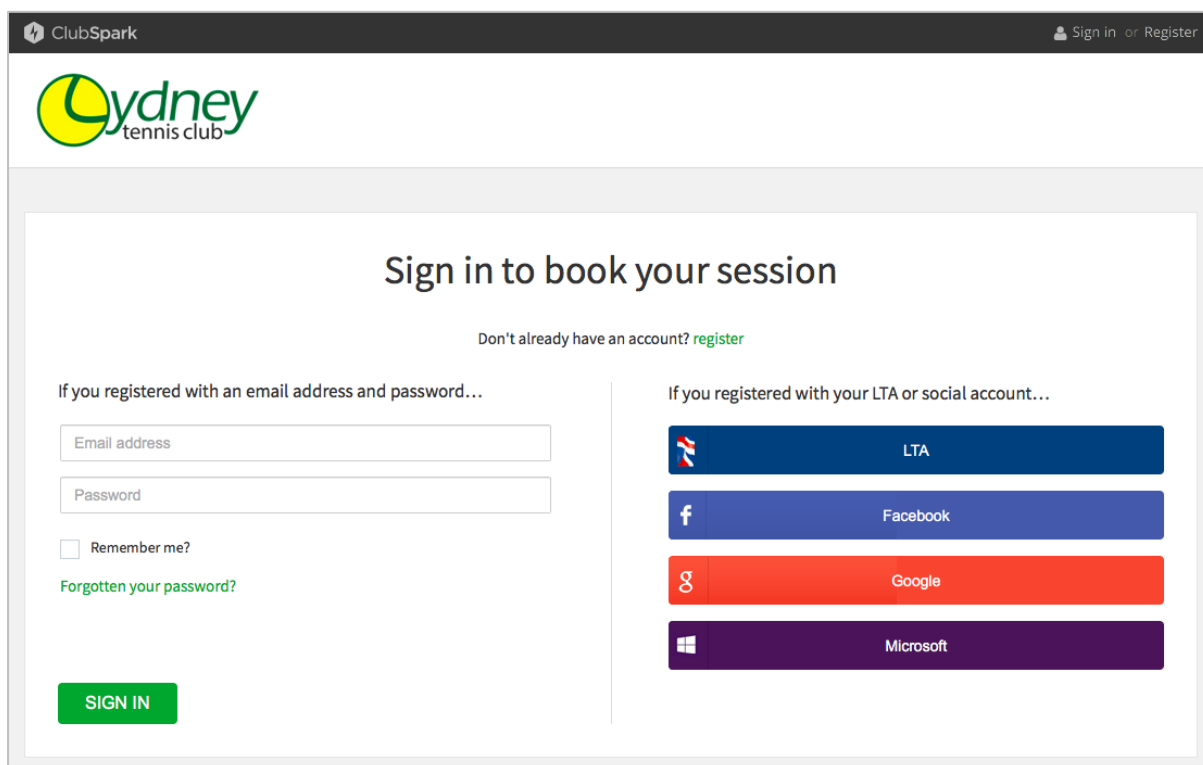 ClubSpark
Sign in or Register
Lydney
tennis club
Sign in to book your session
Don't already have an account? register
If you registered with an email address and password...
Email address
Password
Remember me?
Forgotten your password?
SIGN IN
If you registered with your LTA or social account...
LTA
f Facebook
g Google
Microsoft